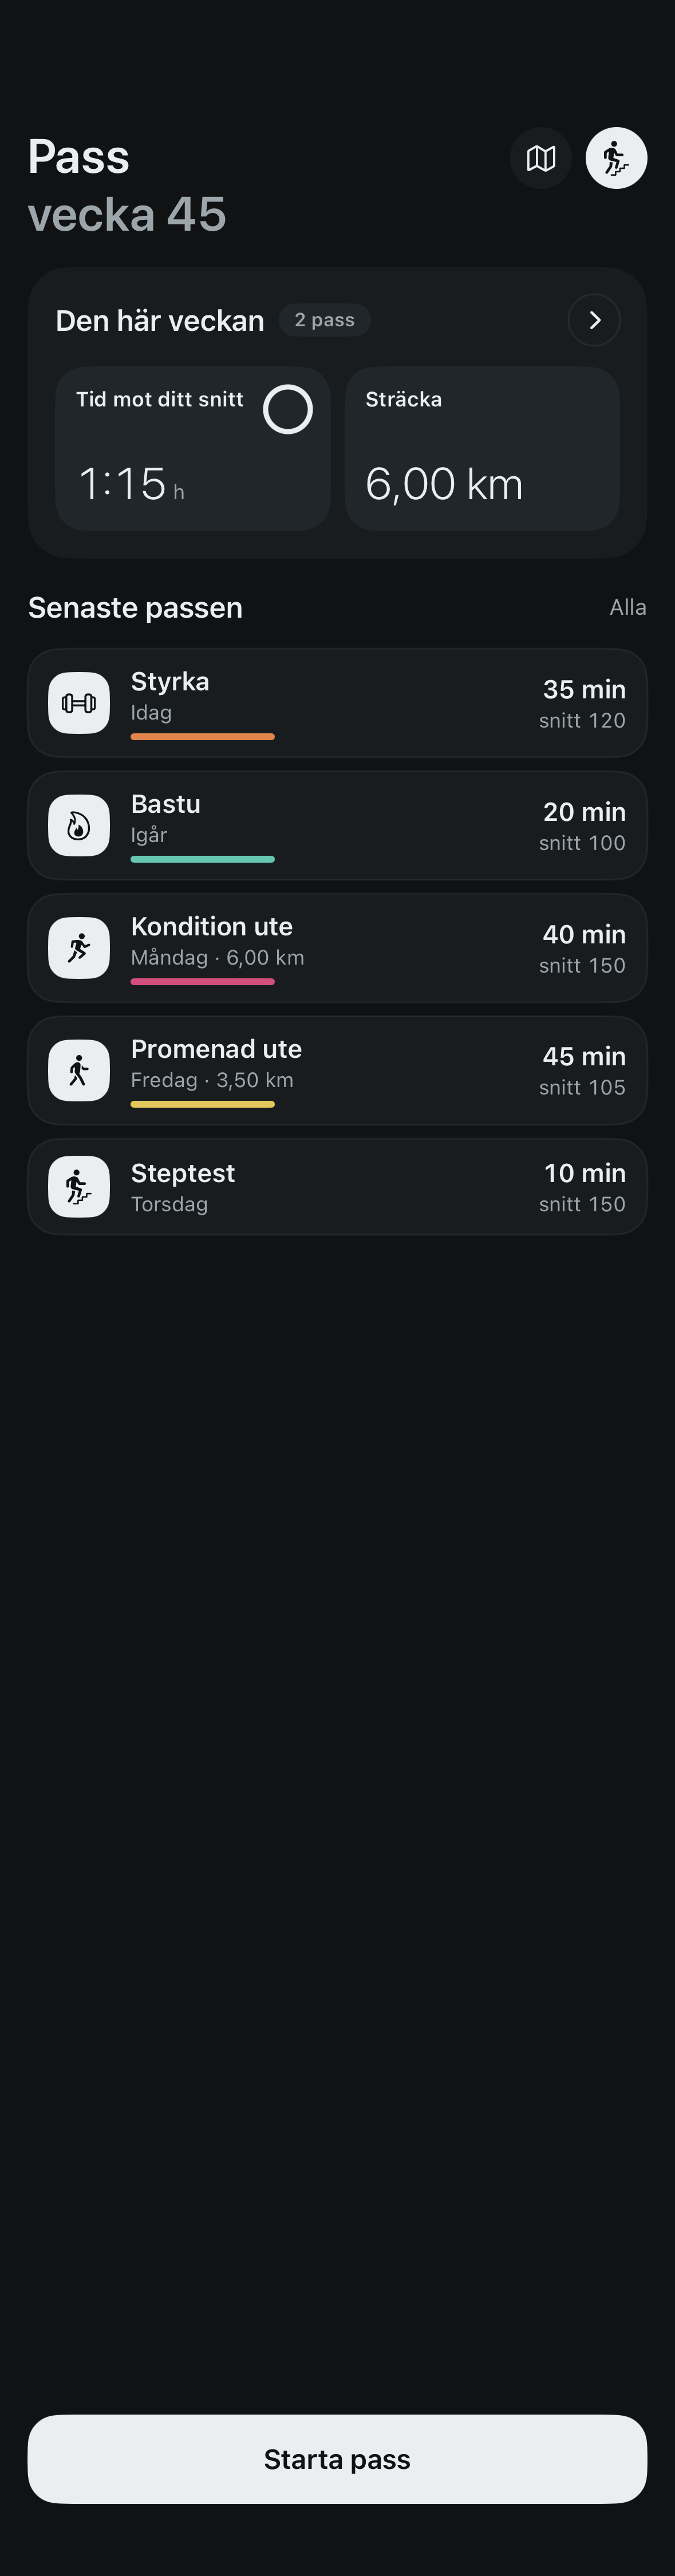 Pass
vecka 45
Den här veckan
2 pass
Tid mot ditt snitt
1:15 h
Sträcka
6,00 km
Senaste passen
Alla
Styrka
Idag
35 min
snitt 120
Bastu
Igår
20 min
snitt 100
Kondition ute
Måndag · 6,00 km
40 min
snitt 150
Promenad ute
Fredag · 3,50 km
45 min
snitt 105
Steptest
Torsdag
10 min
snitt 150
Starta pass